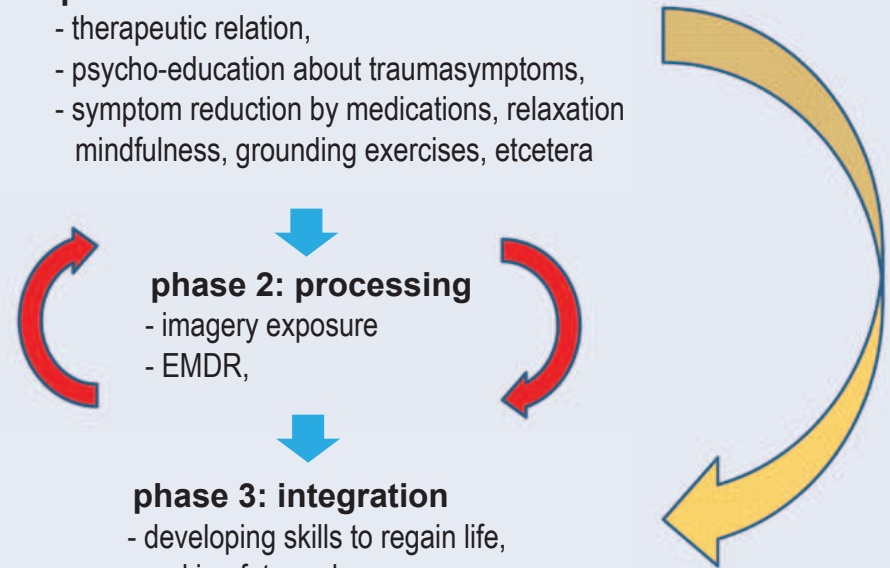 - therapeutic relation,
- psycho-education about traumasymptoms,
- symptom reduction by medications, relaxation
mindfulness, grounding exercises, etcetera
phase 2: processing
- imagery exposure
- EMDR,
phase 3: integration
- developing skills to regain life,